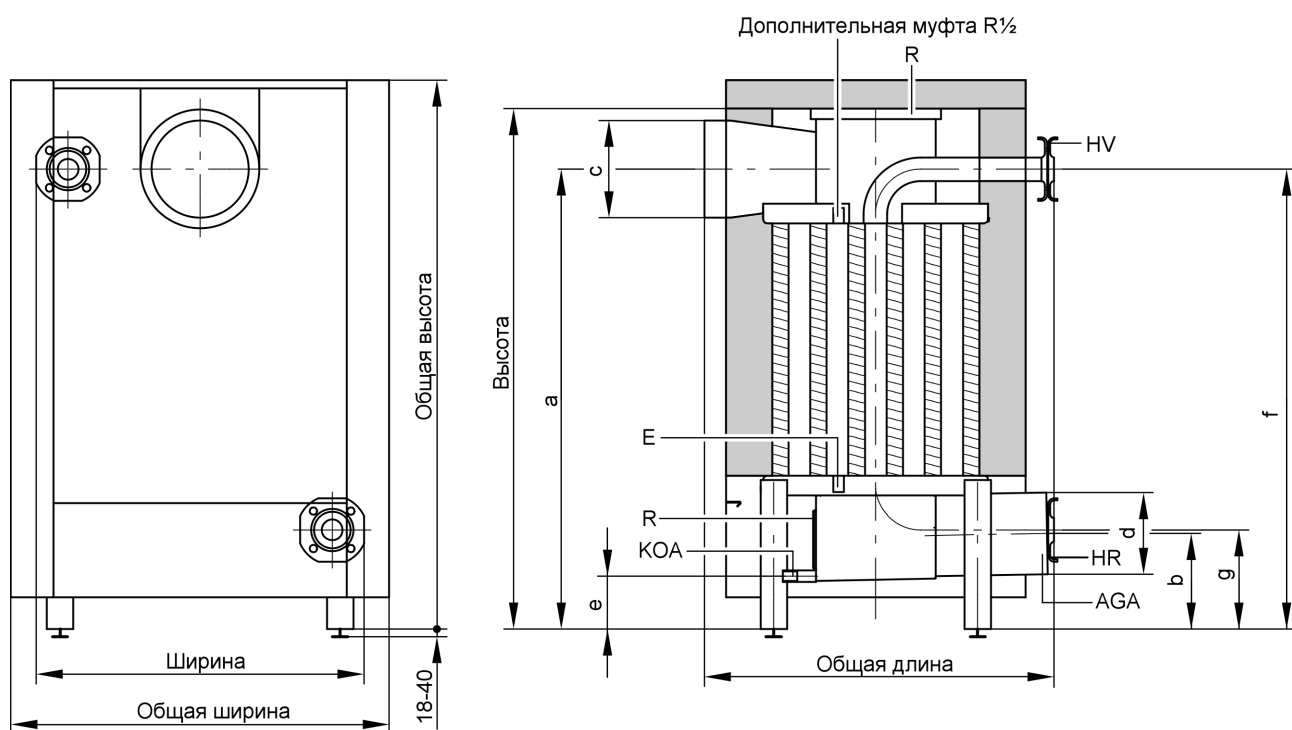 Дополнительная муфта R½
R
HV
c
Общая высота
Высота
a
f
E
R
KOA
d
HR
b
g
e
AGA
Ширина
Общая длина
18-40
Общая ширина